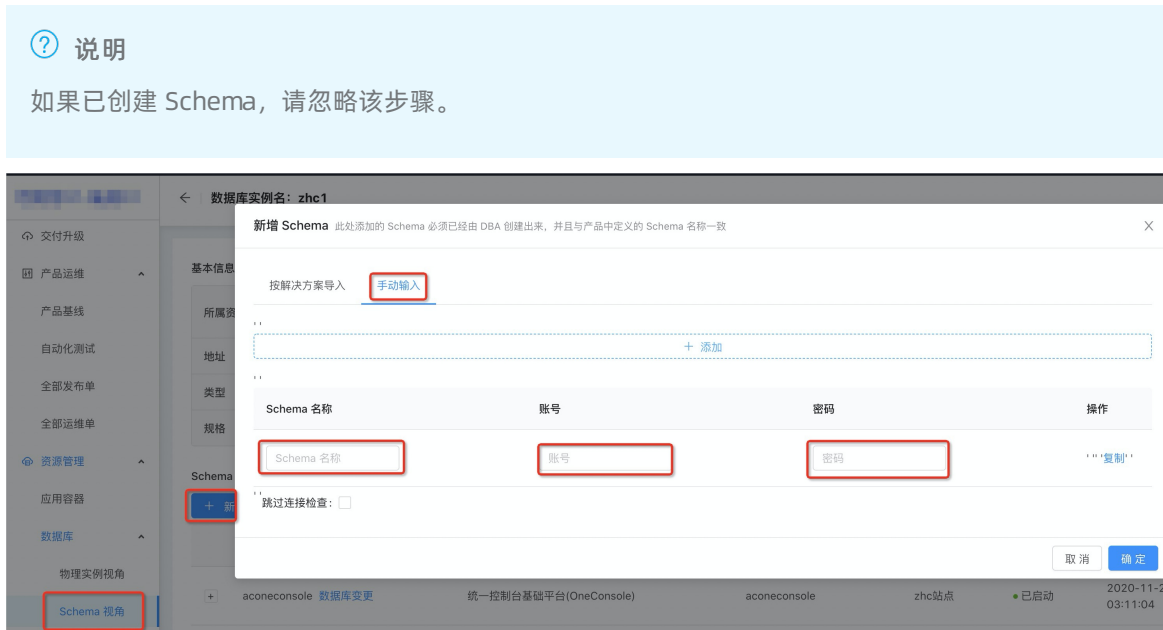 说明
如果已创建 Schema，请忽略该步骤。
数据库实例名：zhc1
新增 Schema 此处添加的 Schema 必须已经由 DBA 创建出来，并且与产品中定义的 Schema 名称一致
交付升级
产品运维
产品基线
自动化测试
全部发布单
全部运维单
资源管理
应用容器
数据库
物理实例视角
Schema 视角
基本信息
所属资
地址
类型
规格
Schema
+ 新
按解决方案导入
手动输入
' '
+ 添加
' '
Schema 名称 账号 密码 操作
Schema 名称 账号 密码 ' '' '复制' '
' '
跳过连接检查：
取消 确定
+ aconeconsole 数据库变更 统一控制台基础平台(OneConsole) aconeconsole zhc站点 已启动 2020-11-2
03:11:04